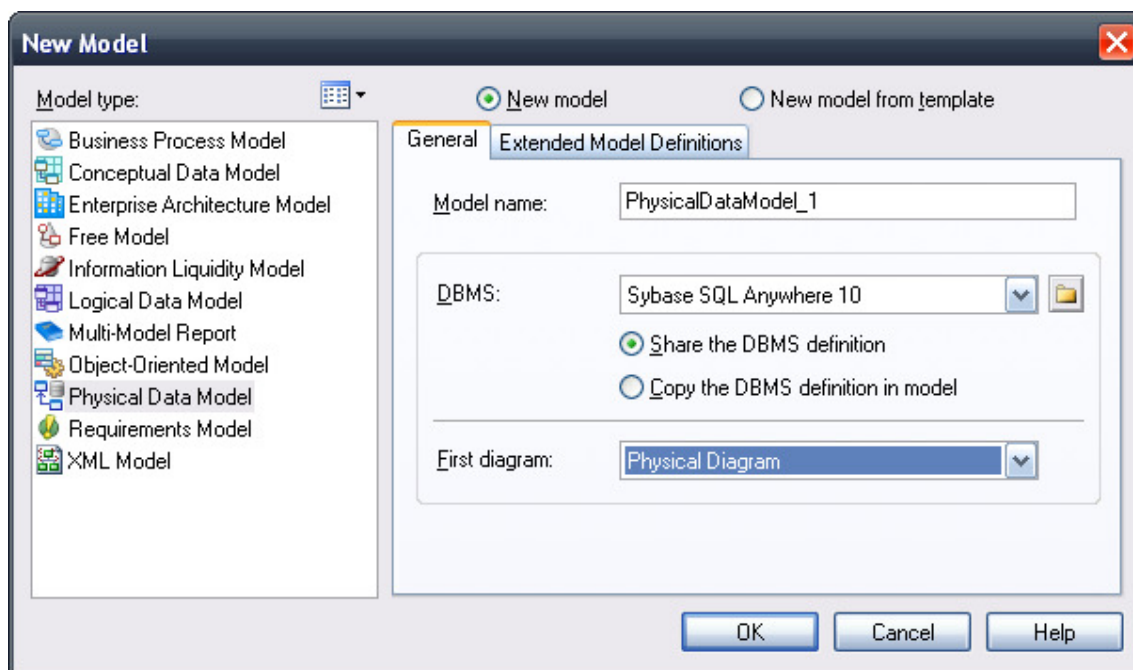 New Model
Model type:
New model
New model from template
Business Process Model
Conceptual Data Model
Enterprise Architecture Model
Free Model
Information Liquidity Model
Logical Data Model
Multi-Model Report
Object-Oriented Model
Physical Data Model
Requirements Model
XML Model
General
Extended Model Definitions
Model name:
PhysicalDataModel_1
DBMS:
Sybase SQL Anywhere 10
Share the DBMS definition
Copy the DBMS definition in model
First diagram:
Physical Diagram
OK
Cancel
Help